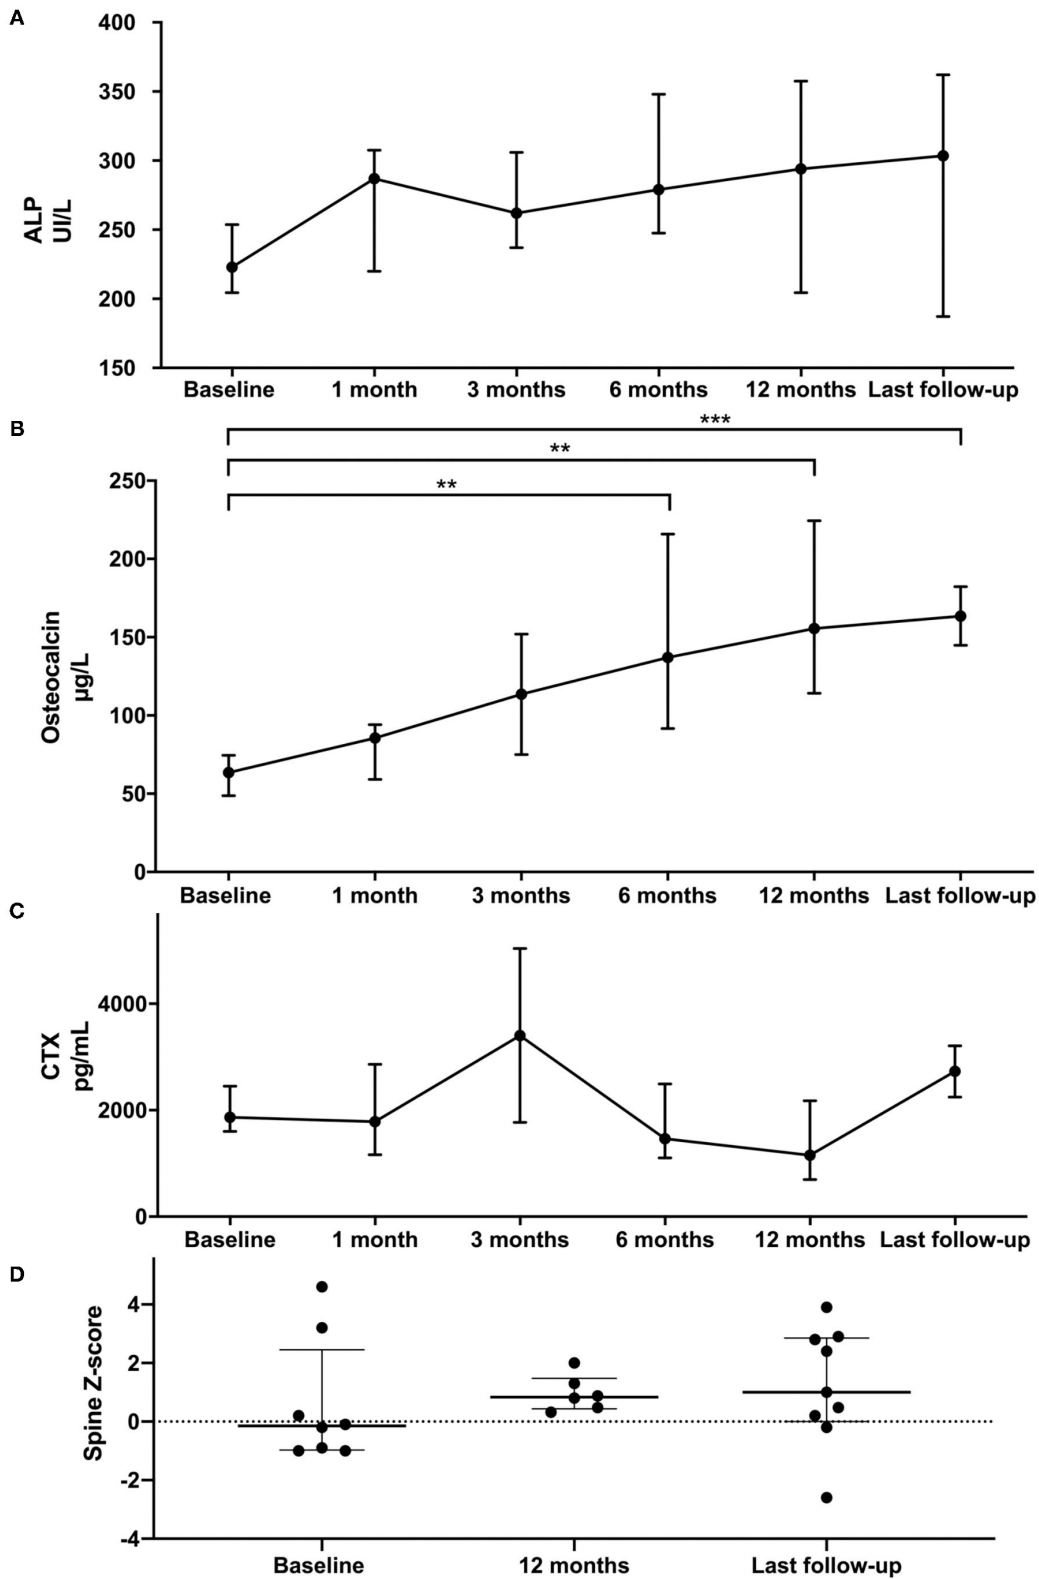 A
400
350
300
250
200
150
ALP
UI/L
Baseline 1 month 3 months 6 months 12 months Last follow-up
B
***
**
**
250
200
150
100
50
0
Osteocalcin
µg/L
Baseline 1 month 3 months 6 months 12 months Last follow-up
C
4000
2000
0
CTX
pg/mL
Baseline 1 month 3 months 6 months 12 months Last follow-up
D
4
2
0
-2
-4
Spine Z-score
Baseline 12 months Last follow-up